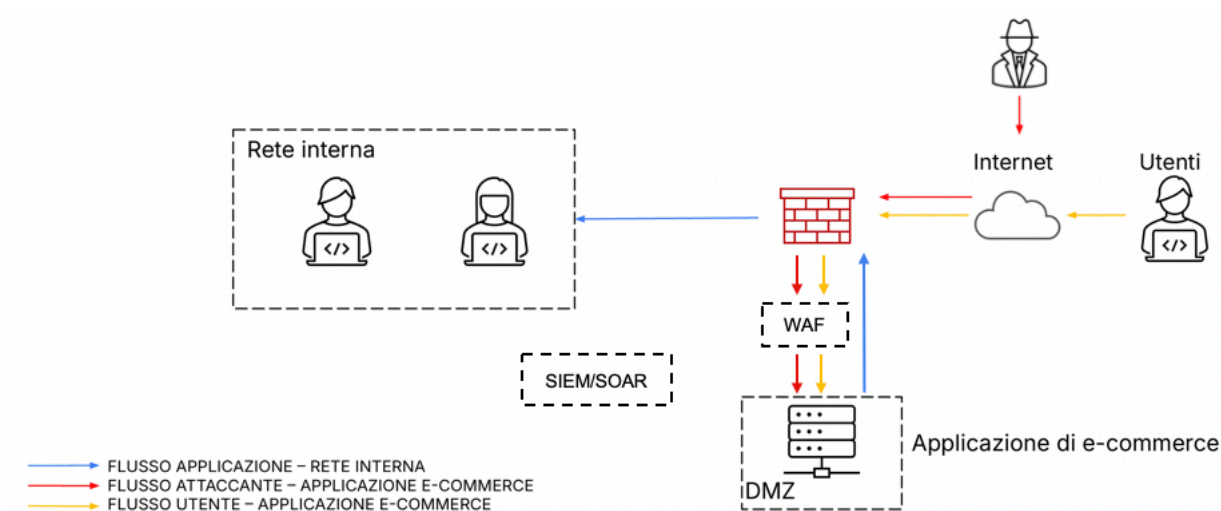 Rete interna
Internet
Utenti
WAF
SIEM/SOAR
Applicazione di e-commerce
DMZ
FLUSSO APPLICAZIONE – RETE INTERNA
FLUSSO ATTACCANTE – APPLICAZIONE E-COMMERCE
FLUSSO UTENTE – APPLICAZIONE E-COMMERCE